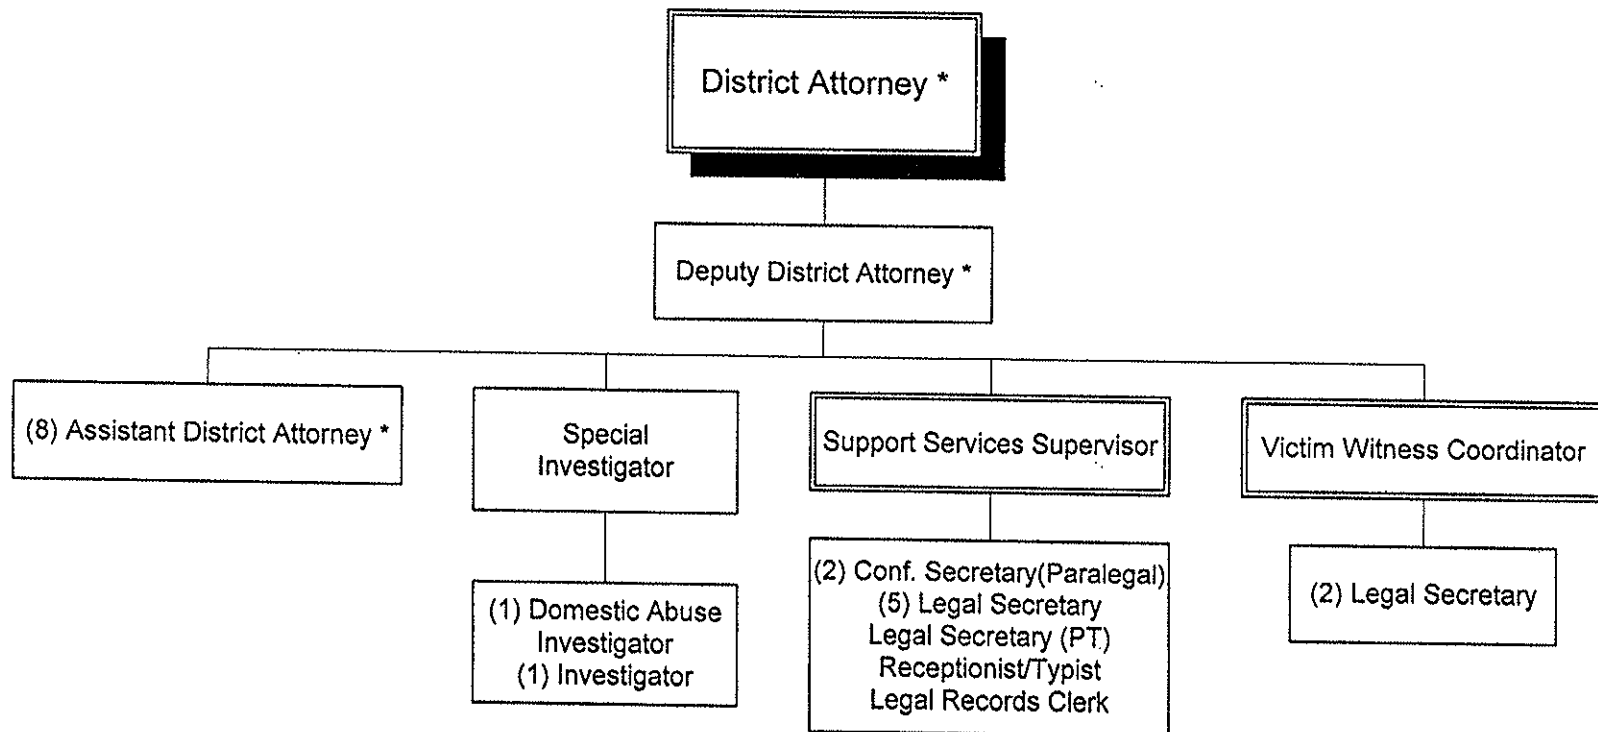 District Attorney *
Deputy District Attorney *
(8) Assistant District Attorney *
Special
Investigator
Support Services Supervisor
Victim Witness Coordinator
(1) Domestic Abuse
Investigator
(1) Investigator
(2) Conf. Secretary(Paralegal)
(5) Legal Secretary
Legal Secretary (PT)
Receptionist/Typist
Legal Records Clerk
(2) Legal Secretary